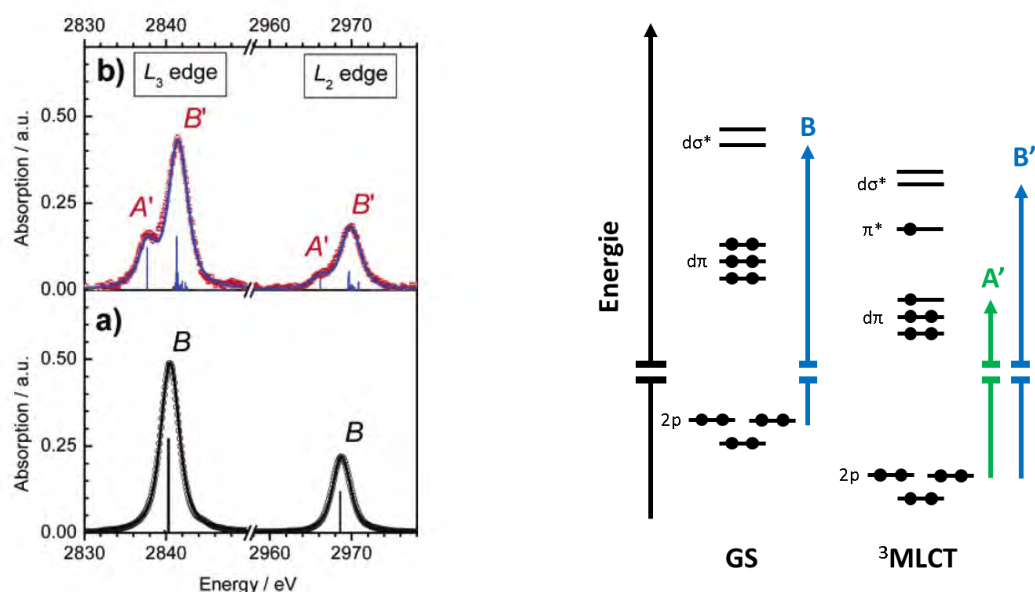 2830 2840 2960 2970
b)
L3 edge
L2 edge
B'
A'
B'
A'
0.50
0.25
0.00
Absorption / a.u.
a)
B
B
0.50
0.25
0.00
Absorption / a.u.
2830 2840 2960 2970
Energy / eV
Energie
dσ*
B
dπ
2p
GS
B'
dσ*
π*
A'
dπ
2p
³MLCT